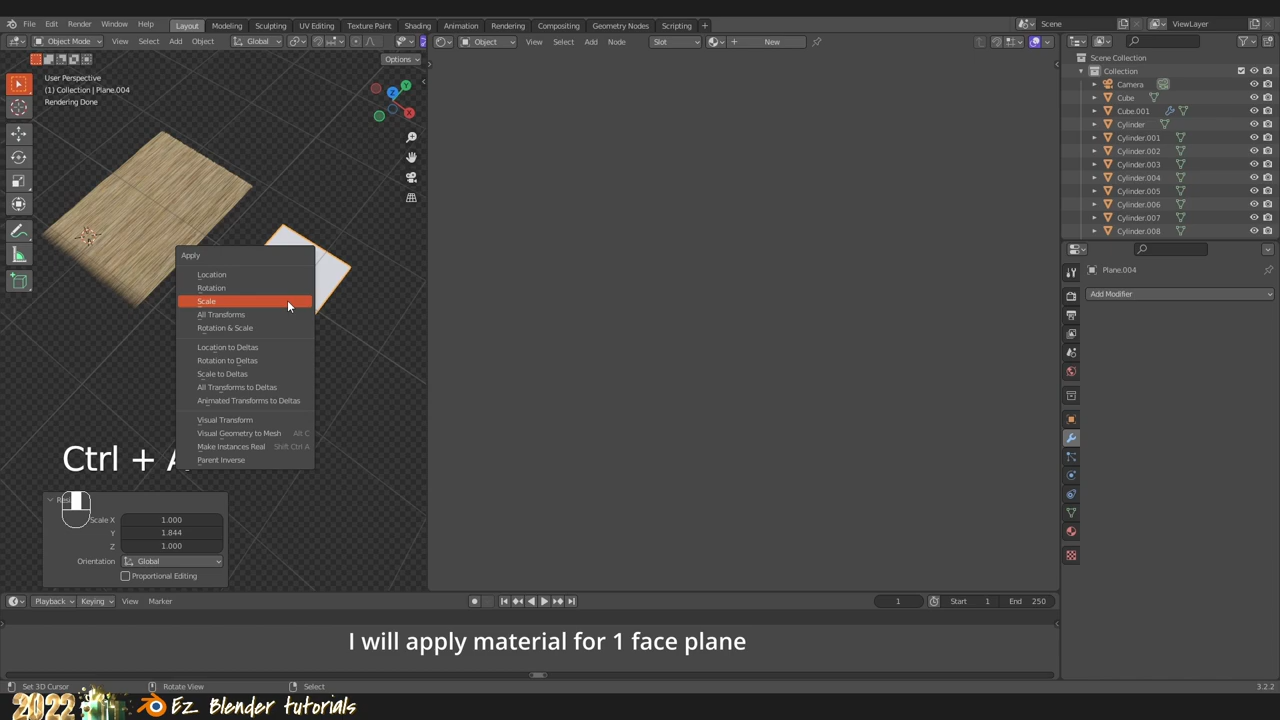 File Edit Render Window Help Layout Modeling Sculpting UV Editing Texture Paint Shading Animation Rendering Compositing Geometry Nodes Scripting + Scene ViewLayer
Object Mode View Select Add Object Global Object View Select Add Node Slot New
Options
User Perspective
(1) Collection | Plane.004
Rendering Done
Scene Collection
Collection
Camera
Cube
Cube.001
Cylinder
Cylinder.001
Cylinder.002
Cylinder.003
Cylinder.004
Cylinder.005
Cylinder.006
Cylinder.007
Cylinder.008
Plane.004
Add Modifier
Apply
Location
Rotation
Scale
All Transforms
Rotation & Scale
Location to Deltas
Rotation to Deltas
Scale to Deltas
All Transforms to Deltas
Animated Transforms to Deltas
Visual Transform
Visual Geometry to Mesh Alt C
Make Instances Real Shift Ctrl A
Parent Inverse
Ctrl +
Scale X 1.000
Y 1.844
Z 1.000
Orientation Global
Proportional Editing
Playback Keying View Marker 1 Start 1 End 250
I will apply material for 1 face plane
Set 3D Cursor Rotate View Select 3.2.2
2022 Ez Blender tutorials